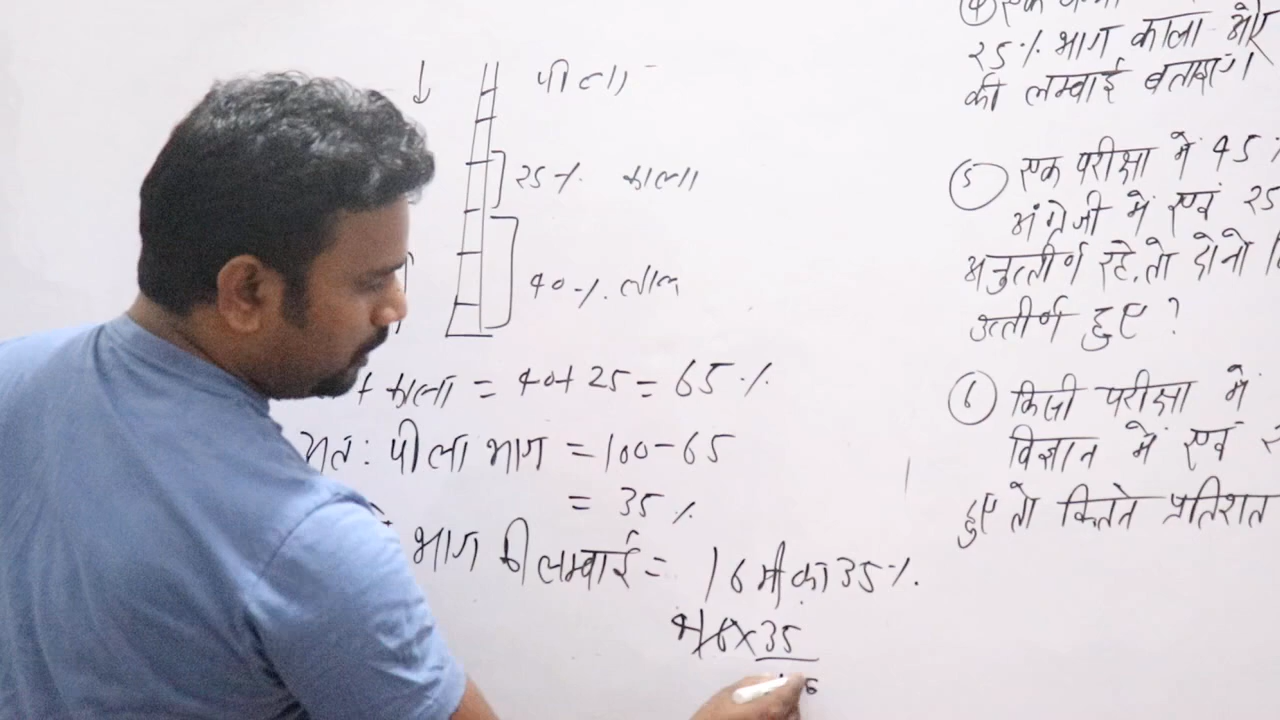 पीला
25% काला
40% लाल
+ काला = 40+25 = 65%
अत: पीला भाग = 100-65
= 35%
भाग की लम्बाई = 16 मी का 35%.
16×35
25% भाग काला और
की लम्बाई बताइए।
⑤ एक परीक्षा में 45%
अंग्रेजी में एवं 25
अनुत्तीर्ण रहे, तो दोनो
उत्तीर्ण हुए ?
⑥ किसी परीक्षा में
विज्ञान में एवं
हुए तो कितने प्रतिशत